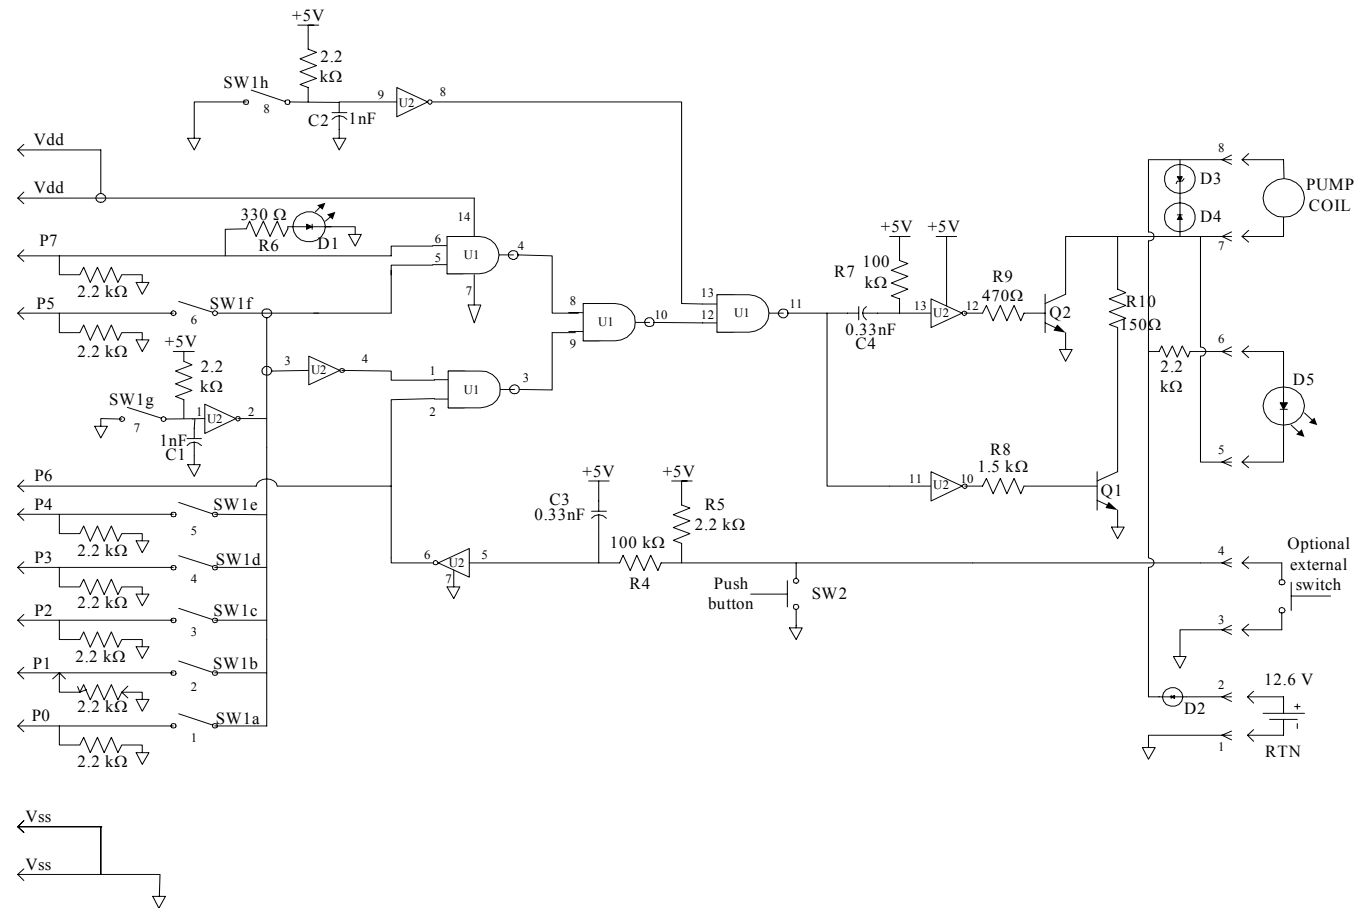 +5V
2.2
kΩ
SW1h
8
C2
1nF
9
U2
8
Vdd
Vdd
14
330 Ω
R6
D1
P7
2.2 kΩ
6
5
U1
4
7
P5
2.2 kΩ
SW1f
6
+5V
2.2
kΩ
SW1g
7
1
U2
2
1nF
C1
3
U2
4
1
2
U1
3
8
9
U1
10
13
12
U1
11
R7
+5V
100
kΩ
0.33nF
C4
+5V
13
U2
12
R9
470Ω
Q2
R10
150Ω
8
D3
D4
7
PUMP
COIL
6
2.2
kΩ
D5
5
11
U2
10
R8
1.5 kΩ
Q1
P6
P4
2.2 kΩ
SW1e
5
P3
2.2 kΩ
SW1d
4
P2
2.2 kΩ
SW1c
3
P1
2.2 kΩ
SW1b
2
P0
2.2 kΩ
SW1a
1
+5V
C3
0.33nF
+5V
R5
2.2 kΩ
100 kΩ
R4
6
U2
5
7
Push
button
SW2
4
Optional
external
switch
3
12.6 V
2
D2
+
-
1
RTN
Vss
Vss